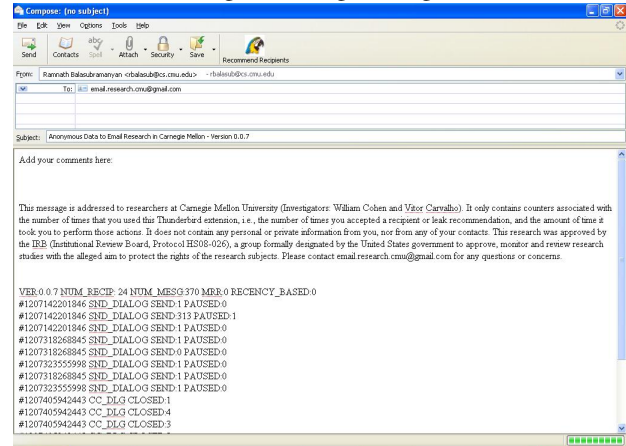 Compose: (no subject)
File Edit View Options Tools Help
Send Contacts Spell Attach Security Save Recommend Recipients
From: Ramnath Balasubramanyan <rbalasub@cs.cmu.edu> - rbalasub@cs.cmu.edu
To: email.research.cmu@gmail.com
Subject: Anonymous Data to Email Research in Carnegie Mellon - Version 0.0.7
Add your comments here:
This message is addressed to researchers at Carnegie Mellon University (Investigators: William Cohen and Vitor Carvalho). It only contains counters associated with
the number of times that you used this Thunderbird extension, i.e., the number of times you accepted a recipient or leak recommendation, and the amount of time it
took you to perform those actions. It does not contain any personal or private information from you, nor from any of your contacts. This research was approved by
the IRB (Institutional Review Board, Protocol HS08-026), a group formally designated by the United States government to approve, monitor and review research
studies with the alleged aim to protect the rights of the research subjects. Please contact email.research.cmu@gmail.com for any questions or concerns.
VER:0.0.7 NUM_RECIP: 24 NUM_MESG:370 MRR:0 RECENCY_BASED:0
#1207142201846 SND_DIALOG SEND:1 PAUSED:0
#1207142201846 SND_DIALOG SEND:313 PAUSED:1
#1207142201846 SND_DIALOG SEND:1 PAUSED:0
#1207318268845 SND_DIALOG SEND:1 PAUSED:0
#1207318268845 SND_DIALOG SEND:0 PAUSED:0
#1207323555998 SND_DIALOG SEND:1 PAUSED:0
#1207318268845 SND_DIALOG SEND:1 PAUSED:0
#1207323555998 SND_DIALOG SEND:1 PAUSED:0
#1207405942443 CC_DLG CLOSED:1
#1207405942443 CC_DLG CLOSED:4
#1207405942443 CC_DLG CLOSED:3